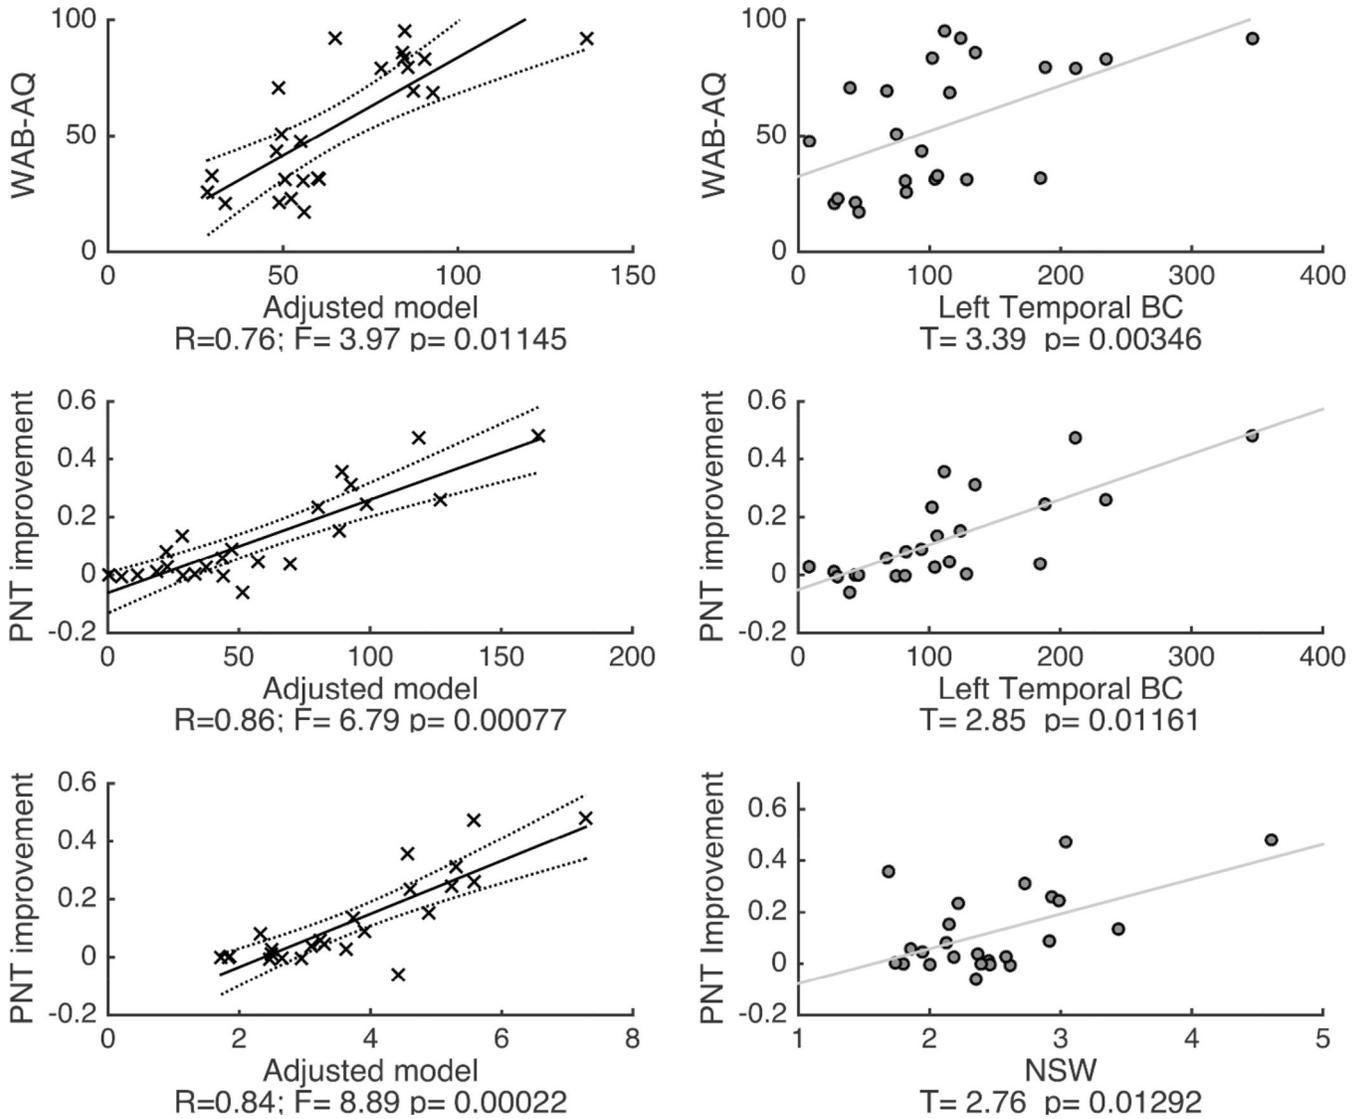 100
50
0
WAB-AQ
0 50 100 150
Adjusted model
R=0.76; F= 3.97 p= 0.01145
100
50
0
WAB-AQ
0 100 200 300 400
Left Temporal BC
T= 3.39 p= 0.00346
0.6
0.4
0.2
0
-0.2
PNT improvement
0 50 100 150 200
Adjusted model
R=0.86; F= 6.79 p= 0.00077
0.6
0.4
0.2
0
-0.2
PNT improvement
0 100 200 300 400
Left Temporal BC
T= 2.85 p= 0.01161
0.6
0.4
0.2
0
-0.2
PNT improvement
0 2 4 6 8
Adjusted model
R=0.84; F= 8.89 p= 0.00022
0.6
0.4
0.2
0
-0.2
PNT Improvement
1 2 3 4 5
NSW
T= 2.76 p= 0.01292